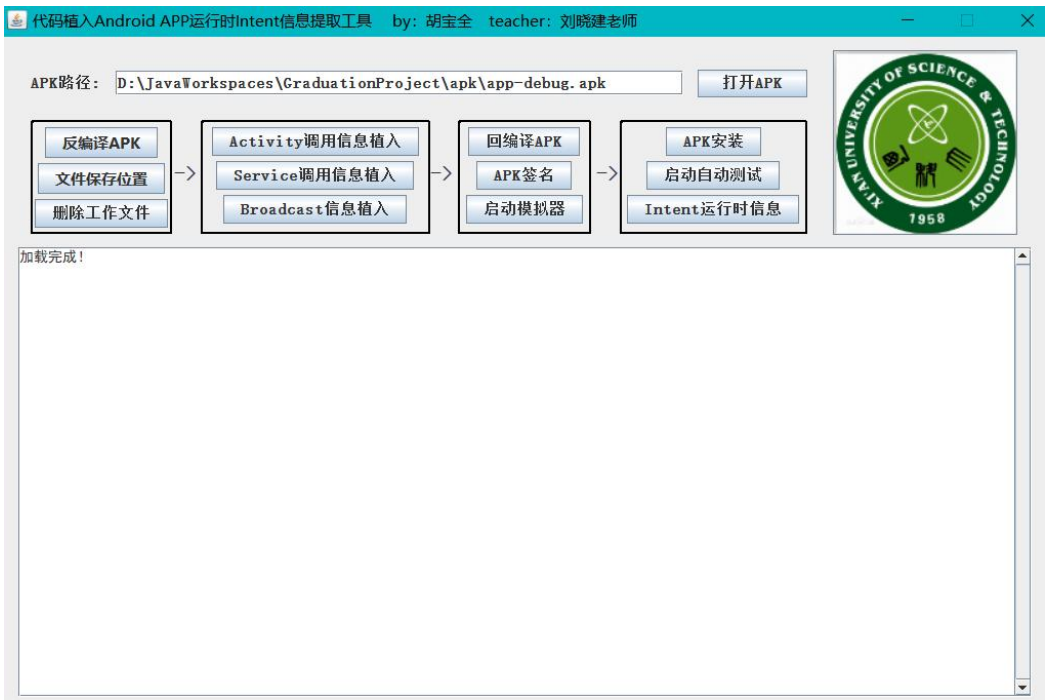 代码植入Android APP运行时Intent信息提取工具 by: 胡宝全 teacher: 刘晓建老师
APK路径: D:\JavaWorkspaces\GraduationProject\apk\app-debug.apk 打开APK
反编译APK
文件保存位置
删除工作文件
->
Activity调用信息植入
Service调用信息植入
Broadcast信息植入
->
回编译APK
APK签名
启动模拟器
->
APK安装
启动自动测试
Intent运行时信息
XI'AN UNIVERSITY OF SCIENCE & TECHNOLOGY
1958
加载完成!